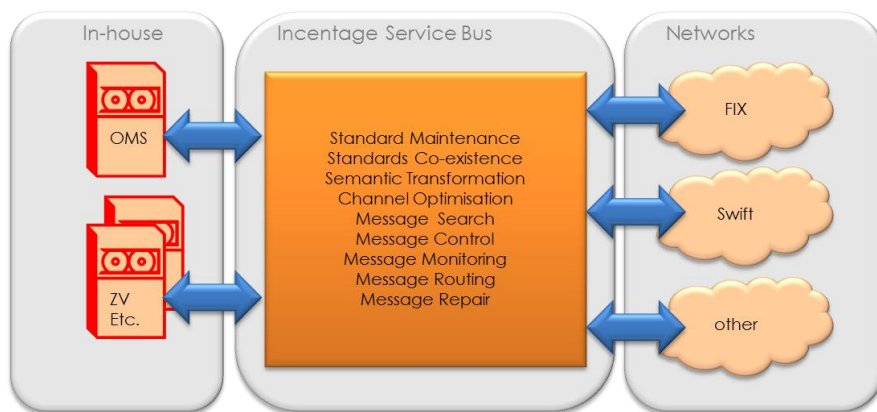 In-house
Incentage Service Bus
Networks
OMS
ZV
Etc.
Standard Maintenance
Standards Co-existence
Semantic Transformation
Channel Optimisation
Message Search
Message Control
Message Monitoring
Message Routing
Message Repair
FIX
Swift
other